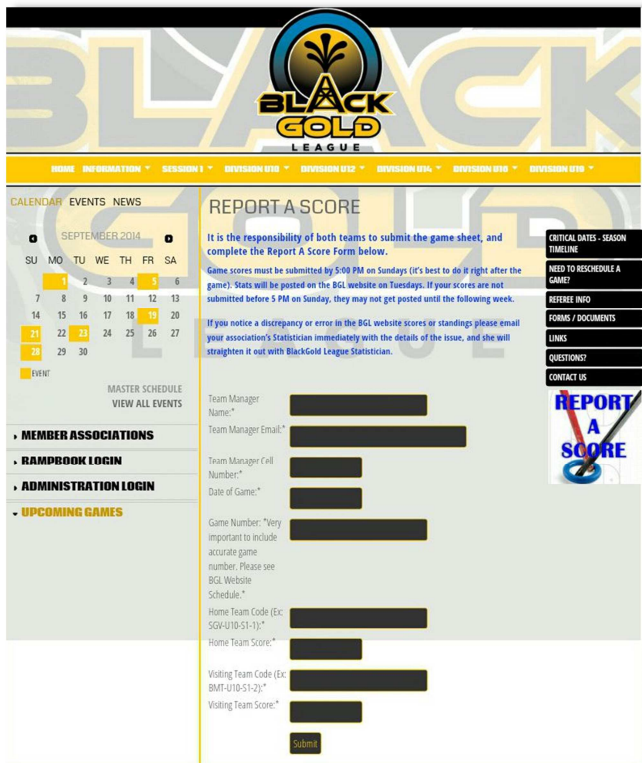 BLACK
GOLD
LEAGUE
HOME INFORMATION SESSION 1 DIVISION U10 DIVISION U12 DIVISION U14 DIVISION U16 DIVISION U19
CALENDAR EVENTS NEWS
SEPTEMBER 2014
SU MO TU WE TH FR SA
1 2 3 4 5 6
7 8 9 10 11 12 13
14 15 16 17 18 19 20
21 22 23 24 25 26 27
28 29 30
EVENT
MASTER SCHEDULE
VIEW ALL EVENTS
MEMBER ASSOCIATIONS
RAMPBOOK LOGIN
ADMINISTRATION LOGIN
UPCOMING GAMES
REPORT A SCORE
It is the responsibility of both teams to submit the game sheet, and
complete the Report A Score Form below.
Game scores must be submitted by 5:00 PM on Sundays (it's best to do it right after the
game). Stats will be posted on the BGL website on Tuesdays. If your scores are not
submitted before 5 PM on Sunday, they may not get posted until the following week.
If you notice a discrepancy or error in the BGL website scores or standings please email
your association's Statistician immediately with the details of the issue, and she will
straighten it out with BlackGold League Statistician.
Team Manager
Name:*
Team Manager Email:*
Team Manager Cell
Number:*
Date of Game:*
Game Number: *Very
important to include
accurate game
number. Please see
BGL Website
Schedule.*
Home Team Code (Ex:
SGV-U10-S1-1):*
Home Team Score:*
Visiting Team Code (Ex:
BMT-U10-S1-2):*
Visiting Team Score:*
Submit
CRITICAL DATES - SEASON
TIMELINE
NEED TO RESCHEDULE A
GAME?
REFEREE INFO
FORMS / DOCUMENTS
LINKS
QUESTIONS?
CONTACT US
REPORT
A
SCORE
BLACK
GOLD
LEAGUE